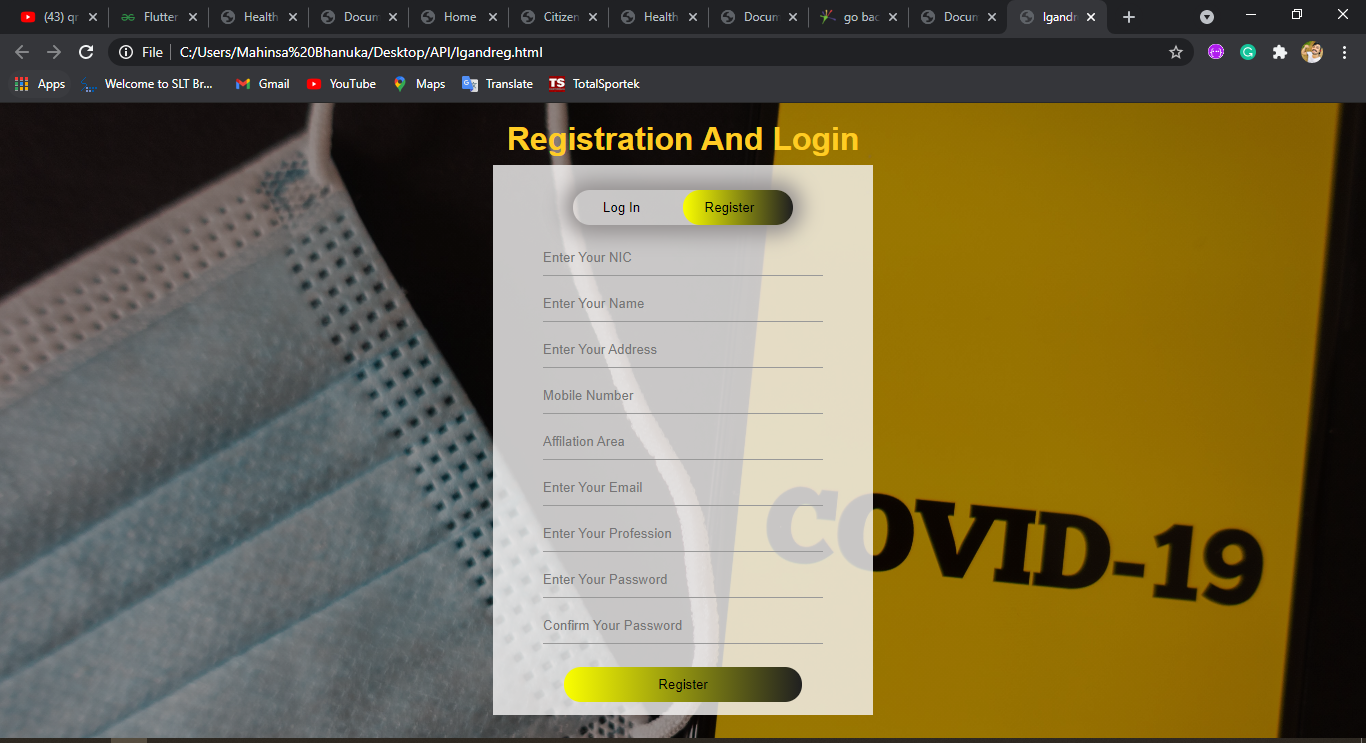 (43) qr
Flutter
Health
Docum
Home
Citizen
Health
Docum
go bac
Docum
lgandr
File
C:/Users/Mahinsa%20Bhanuka/Desktop/API/lgandreg.html
Apps
Welcome to SLT Br...
Gmail
YouTube
Maps
Translate
TS
TotalSportek
Registration And Login
Log In
Register
Enter Your NIC
Enter Your Name
Enter Your Address
Mobile Number
Affilation Area
Enter Your Email
Enter Your Profession
Enter Your Password
Confirm Your Password
Register
COVID-19